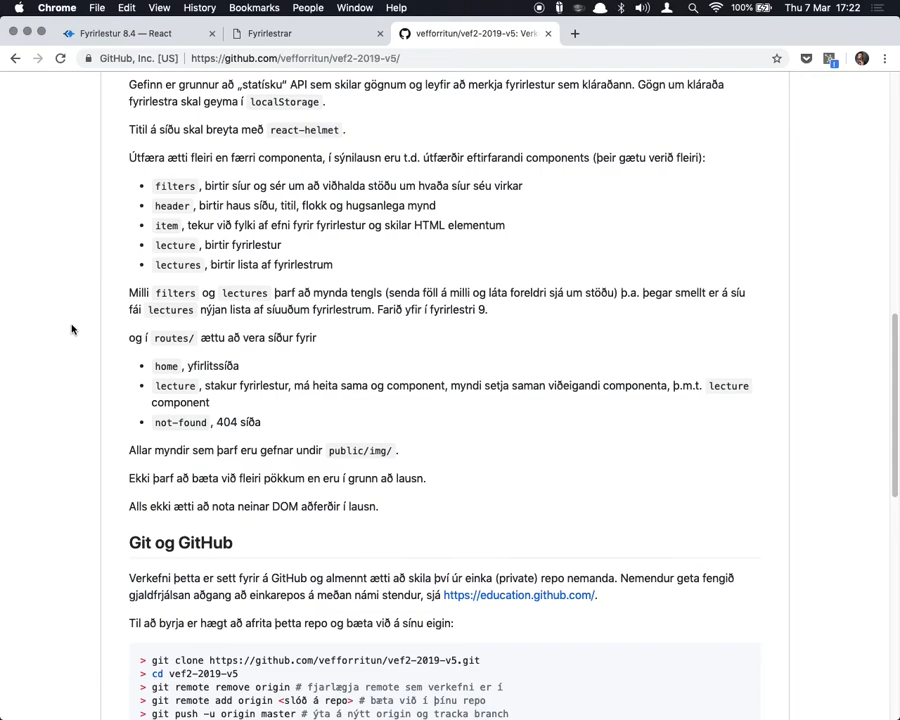 Chrome File Edit View History Bookmarks People Window Help 100% Thu 7 Mar 17:22
Fyrirlestur 8.4 — React
Fyrirlestrar
vefforritun/vef2-2019-v5: Verk
GitHub, Inc. [US] https://github.com/vefforritun/vef2-2019-v5/
Gefinn er grunnur að „statísku“ API sem skilar gögnum og leyfir að merkja fyrirlestur sem kláraðann. Gögn um kláraða
fyrirlestra skal geyma í localStorage .
Titil á síðu skal breyta með react-helmet .
Útfæra ætti fleiri en færri componenta, í sýnilausn eru t.d. útfærðir eftirfarandi components (þeir gætu verið fleiri):
• filters , birtir síur og sér um að viðhalda stöðu um hvaða síur séu virkar
• header , birtir haus síðu, titil, flokk og hugsanlega mynd
• item , tekur við fylki af efni fyrir fyrirlestur og skilar HTML elementum
• lecture , birtir fyrirlestur
• lectures , birtir lista af fyrirlestrum
Milli filters og lectures þarf að mynda tengls (senda föll á milli og láta foreldri sjá um stöðu) þ.a. þegar smellt er á síu
fái lectures nýjan lista af síuuðum fyrirlestrum. Farið yfir í fyrirlestri 9.
og í routes/ ættu að vera síður fyrir
• home , yfirlitssíða
• lecture , stakur fyrirlestur, má heita sama og component, myndi setja saman viðeigandi componenta, þ.m.t. lecture
component
• not-found , 404 síða
Allar myndir sem þarf eru gefnar undir public/img/ .
Ekki þarf að bæta við fleiri pökkum en eru í grunn að lausn.
Alls ekki ætti að nota neinar DOM aðferðir í lausn.
Git og GitHub
Verkefni þetta er sett fyrir á GitHub og almennt ætti að skila því úr einka (private) repo nemanda. Nemendur geta fengið
gjaldfrjálsan aðgang að einkarepos á meðan námi stendur, sjá https://education.github.com/.
Til að byrja er hægt að afrita þetta repo og bæta við á sínu eigin:
> git clone https://github.com/vefforritun/vef2-2019-v5.git
> cd vef2-2019-v5
> git remote remove origin # fjarlægja remote sem verkefni er í
> git remote add origin <slóð á repo> # bæta við í þínu repo
> git push -u origin master # ýta á nýtt origin og tracka branch